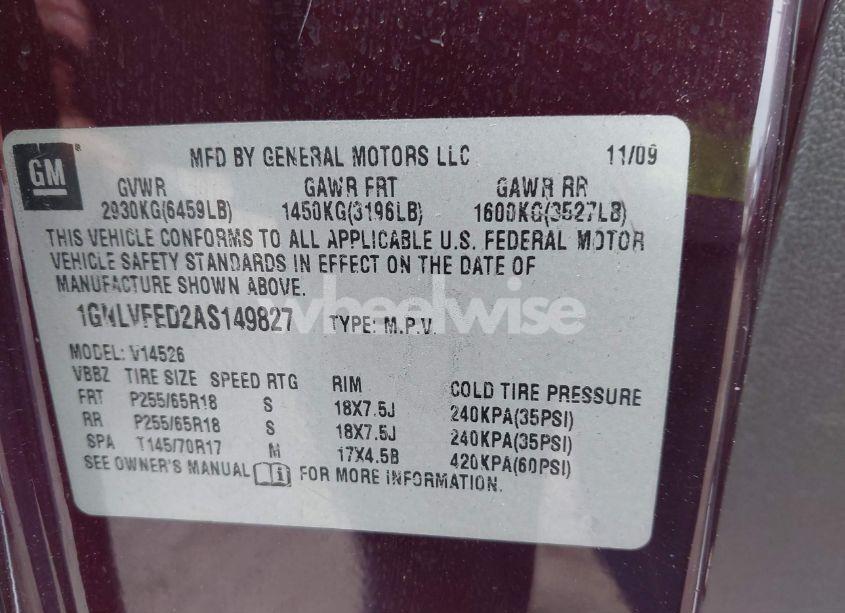 GM
MFD BY GENERAL MOTORS LLC 11/09
GVWR GAWR FRT GAWR RR
2930KG(6459LB) 1450KG(3196LB) 1600KG(3527LB)
THIS VEHICLE CONFORMS TO ALL APPLICABLE U.S. FEDERAL MOTOR
VEHICLE SAFETY STANDARDS IN EFFECT ON THE DATE OF
MANUFACTURE SHOWN ABOVE.
wheelwise
1GNLVFED2AS149827 TYPE: M.P.V.
MODEL: V14526
VBBZ TIRE SIZE SPEED RTG RIM COLD TIRE PRESSURE
FRT P255/65R18 S 18X7.5J 240KPA(35PSI)
RR P255/65R18 S 18X7.5J 240KPA(35PSI)
SPA T145/70R17 M 17X4.5B 420KPA(60PSI)
SEE OWNER'S MANUAL i FOR MORE INFORMATION.